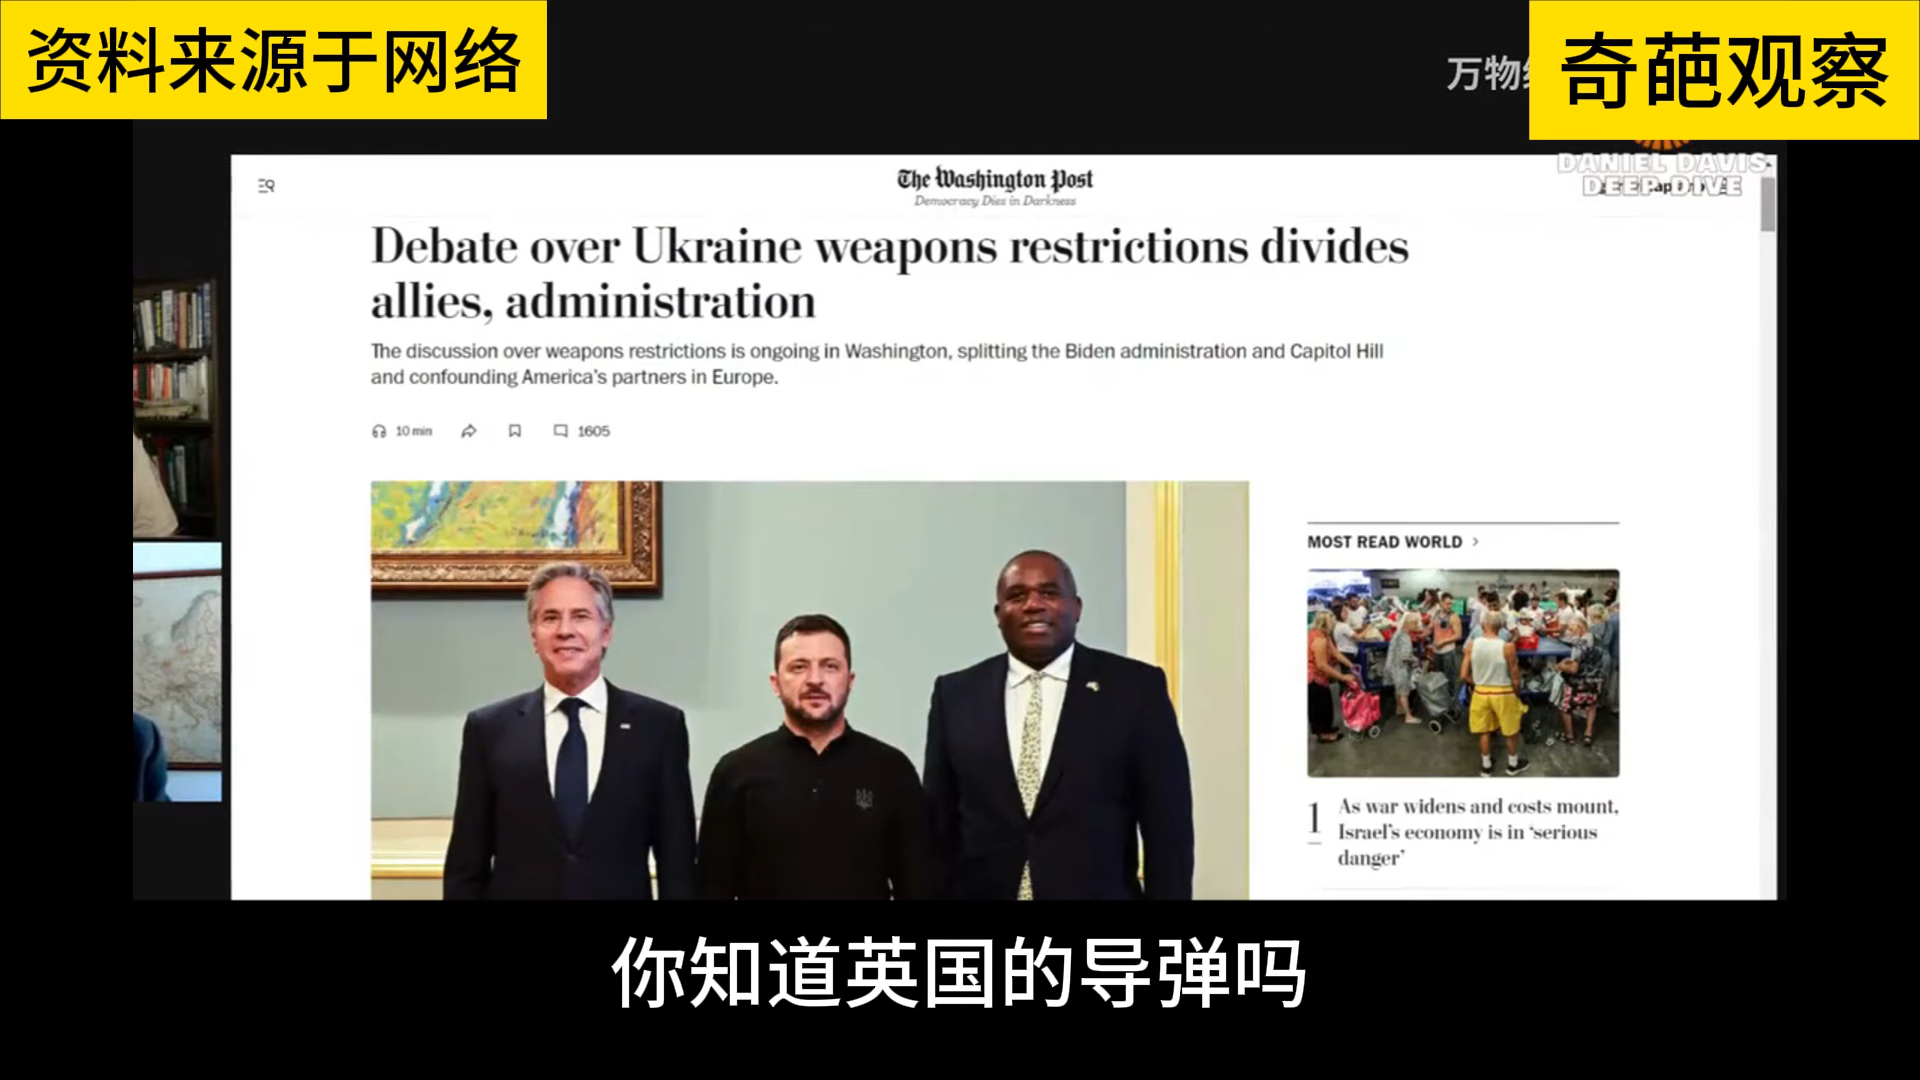 资料来源于网络
万物
奇葩观察
DANIEL DAVIS
DEEP DIVE
The Washington Post
Democracy Dies in Darkness
Debate over Ukraine weapons restrictions divides
allies, administration
The discussion over weapons restrictions is ongoing in Washington, splitting the Biden administration and Capitol Hill
and confounding America's partners in Europe.
10 min
1605
MOST READ WORLD >
1
As war widens and costs mount,
Israel's economy is in 'serious
danger'
你知道英国的导弹吗